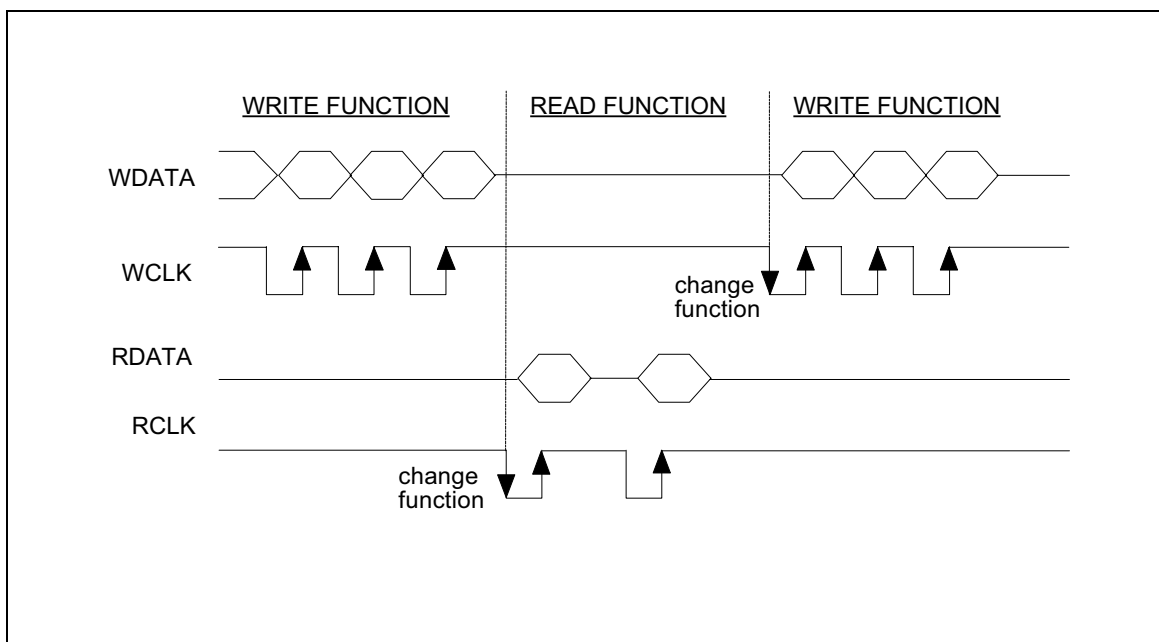 WRITE FUNCTION
READ FUNCTION
WRITE FUNCTION
WDATA
WCLK
change
function
RDATA
RCLK
change
function